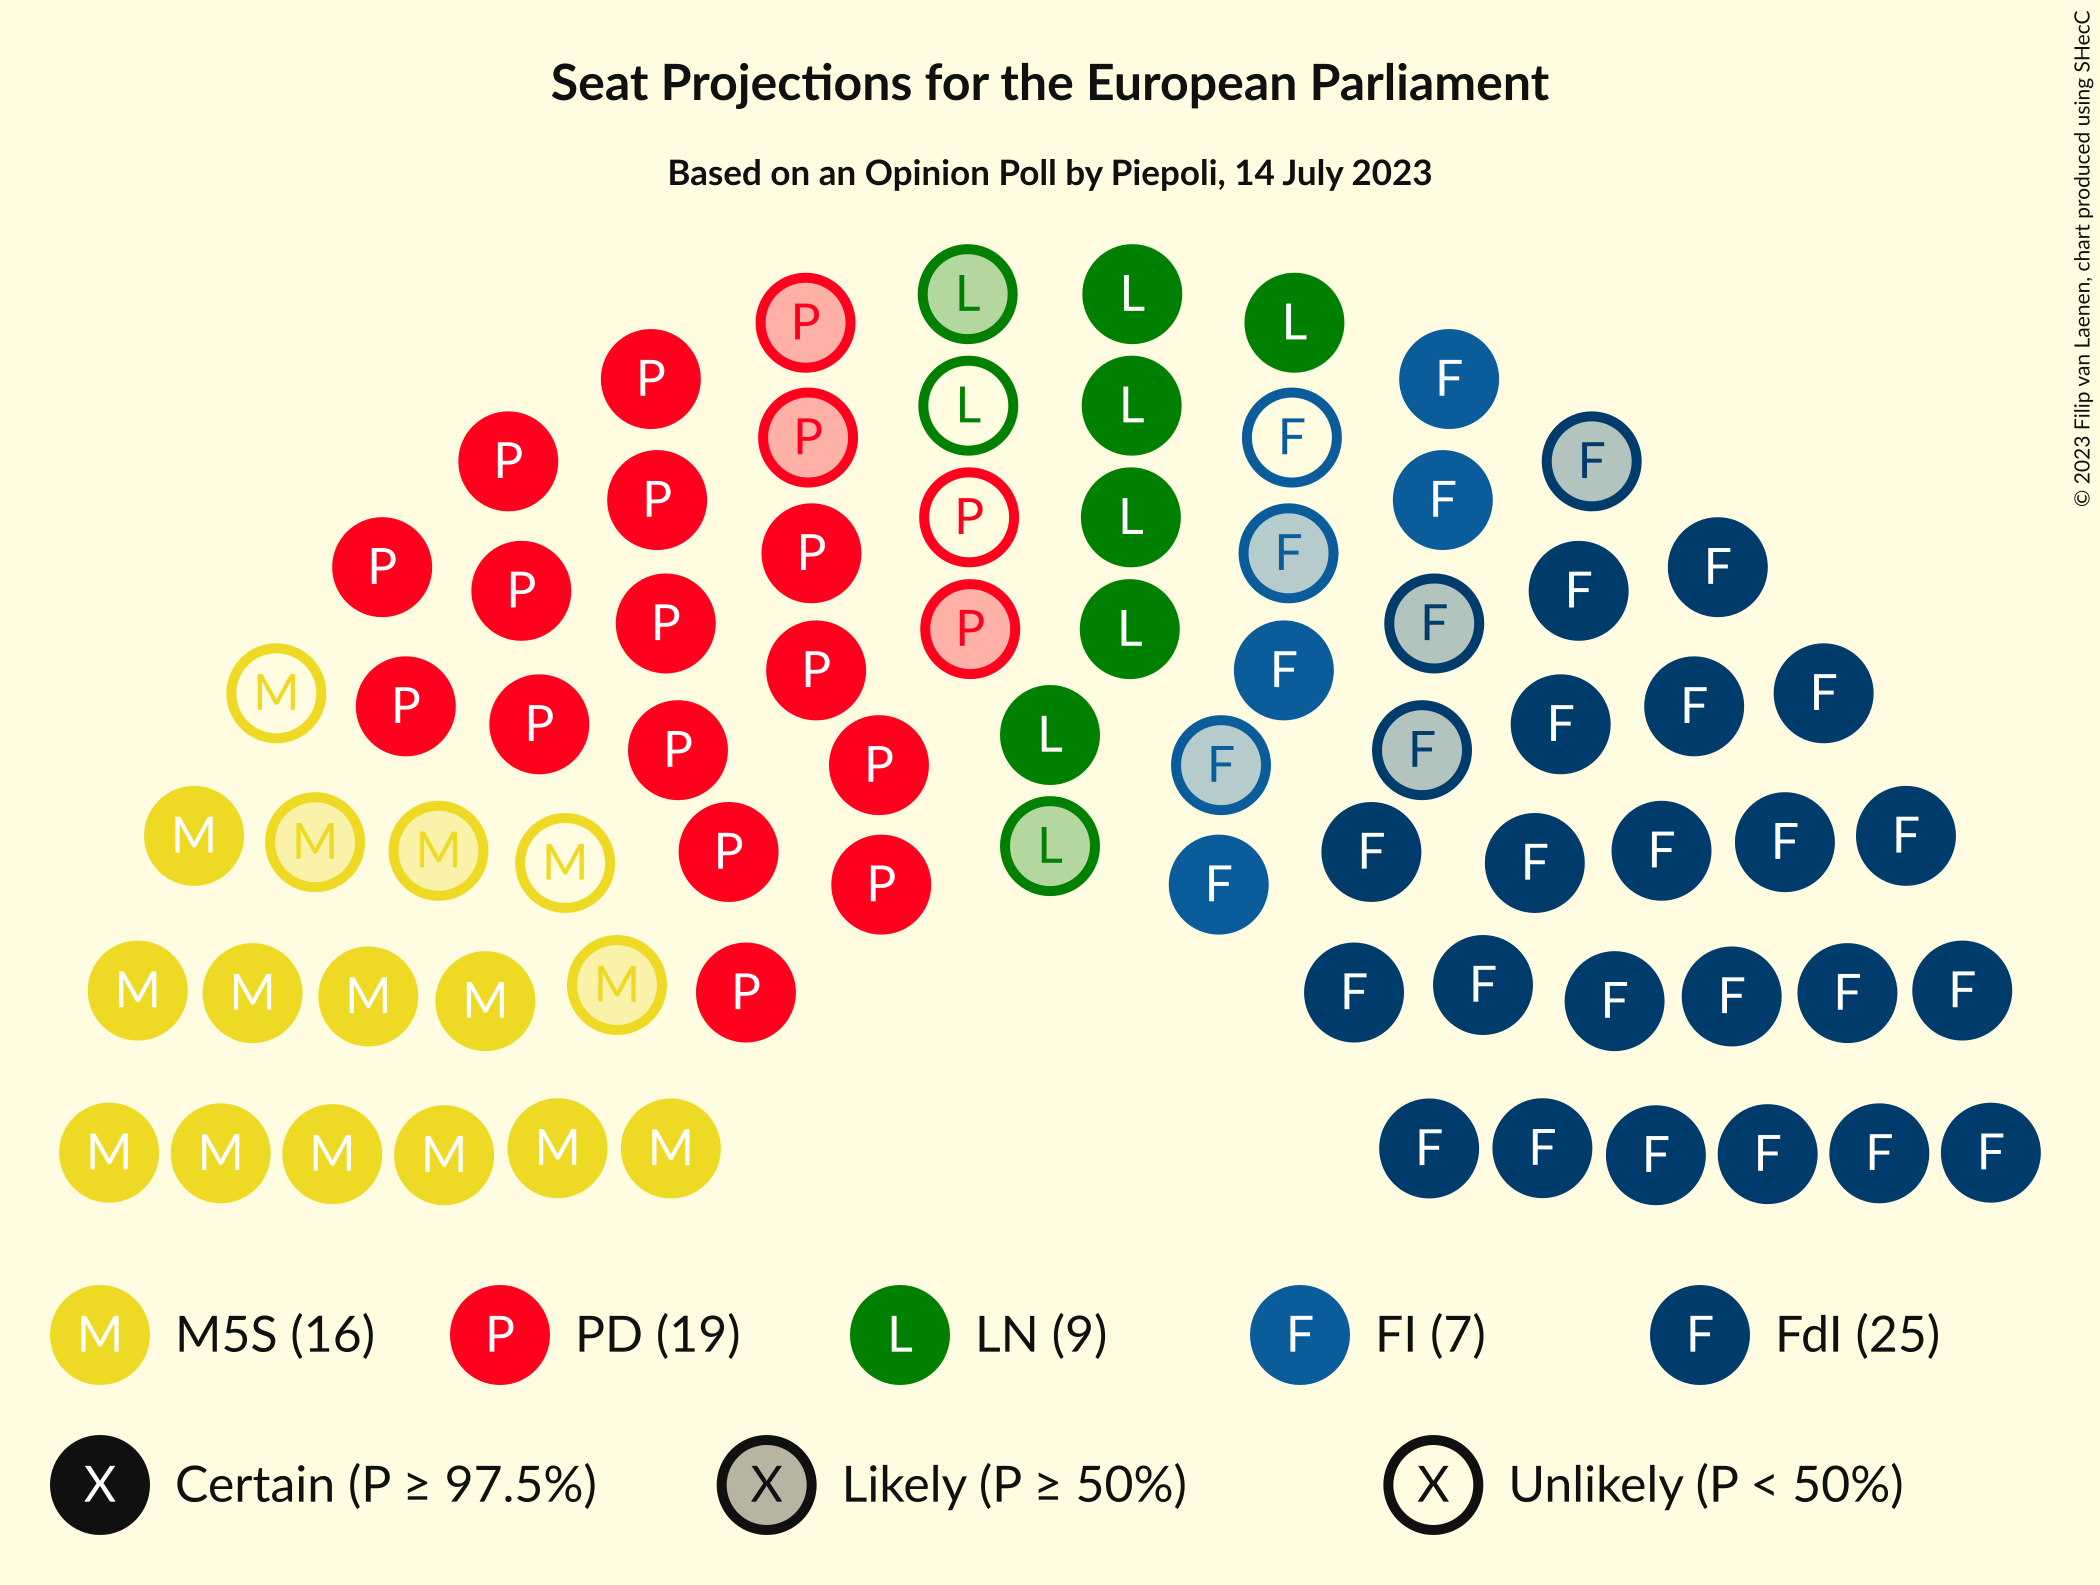 Seat Projections for the European Parliament
Based on an Opinion Poll by Piepoli, 14 July 2023
© 2023 Filip van Laenen, chart produced using SHecC
L L
P L
P F
L L
P F
P F
P F
P P
P L
F F
P P
P F
P P
P L
F F
M P
P P
P L
F F
F F
F
M M
M M
P P
L F
F F
F F
F
M M
M M
M P
F F
F F
F F
M M M M M M F F F F F F
M M5S (16) P PD (19) L LN (9) F FI (7) F FdI (25)
X Certain (P ≥ 97.5%) X Likely (P ≥ 50%) X Unlikely (P < 50%)